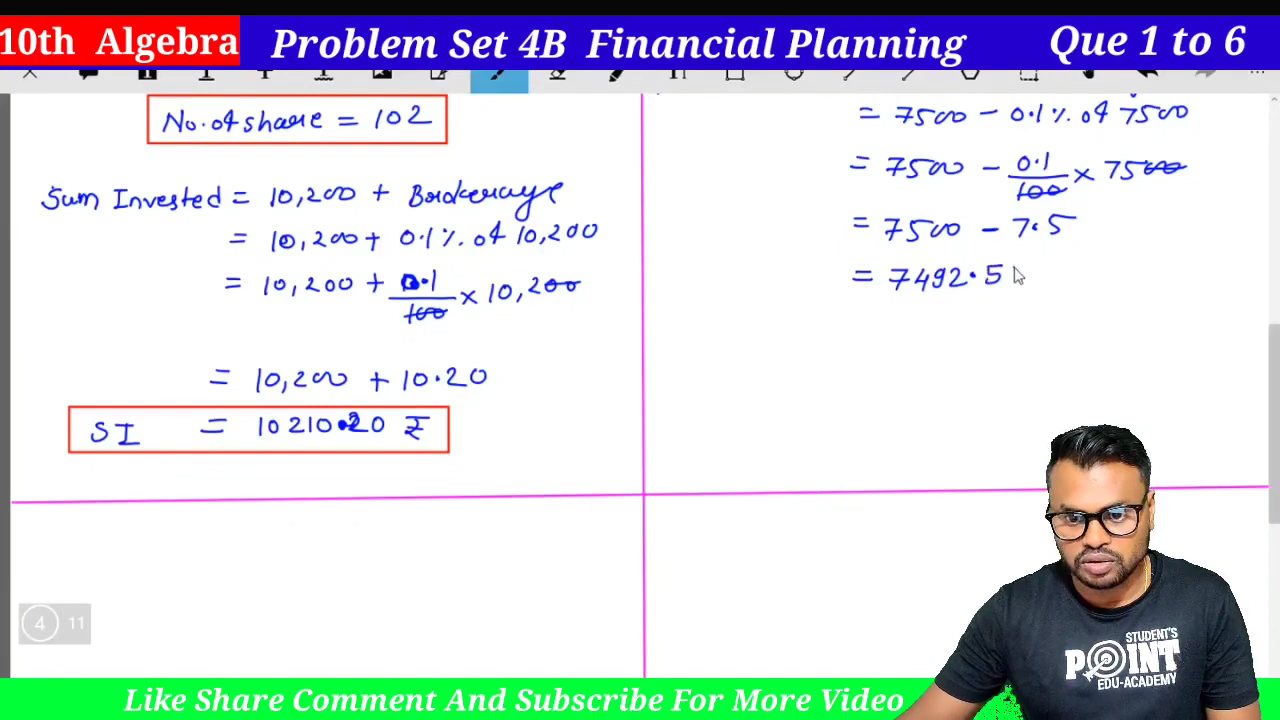 10th Algebra
Problem Set 4B Financial Planning
Que 1 to 6
No. of share = 102
Sum Invested = 10,200 + Brokerage
= 10,200 + 0.1%. of 10,200
= 10,200 + 0.1/100 × 10,200
= 10,200 + 10.20
SI = 10210.20 ₹
= 7500 - 0.1%. of 7500
= 7500 - 0.1/100 × 7500
= 7500 - 7.5
= 7492.5
4 11
STUDENT'S
POINT
EDU-ACADEMY
Like Share Comment And Subscribe For More Video